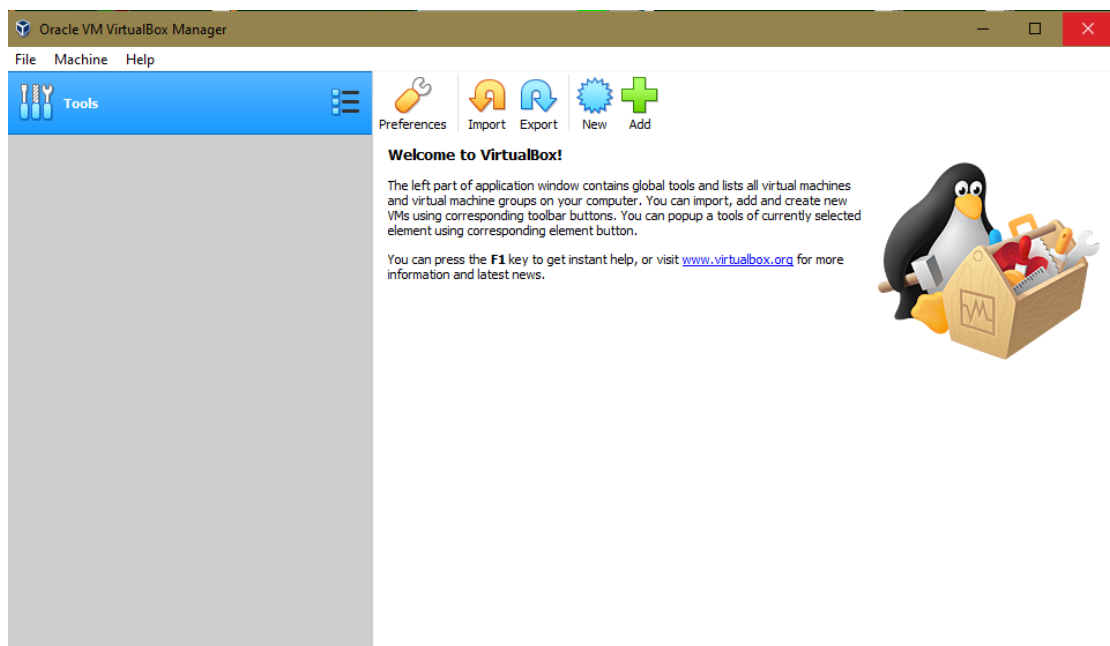 Oracle VM VirtualBox Manager
File Machine Help
Tools
Preferences Import Export New Add
Welcome to VirtualBox!
The left part of application window contains global tools and lists all virtual machines
and virtual machine groups on your computer. You can import, add and create new
VMs using corresponding toolbar buttons. You can popup a tools of currently selected
element using corresponding element button.
You can press the F1 key to get instant help, or visit www.virtualbox.org for more
information and latest news.